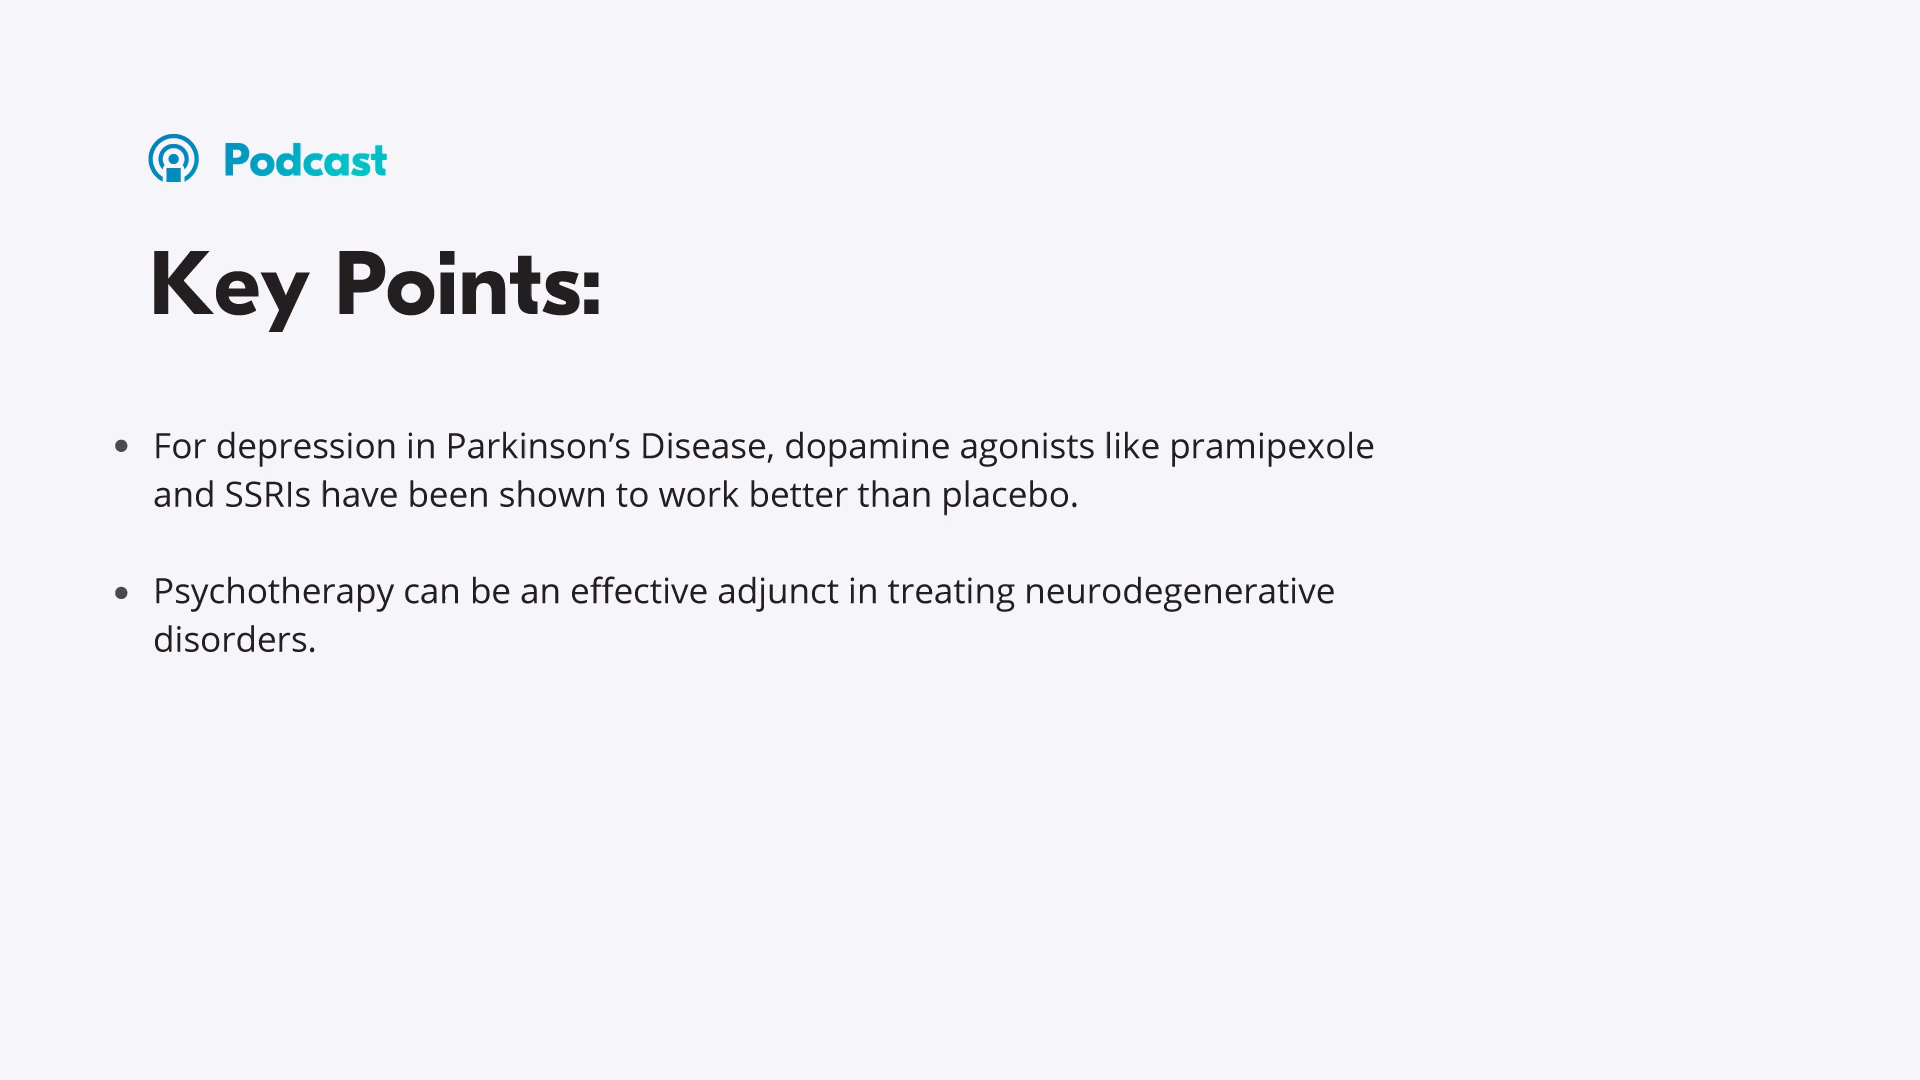 Podcast
Key Points:
• For depression in Parkinson’s Disease, dopamine agonists like pramipexole
and SSRIs have been shown to work better than placebo.
• Psychotherapy can be an effective adjunct in treating neurodegenerative
disorders.